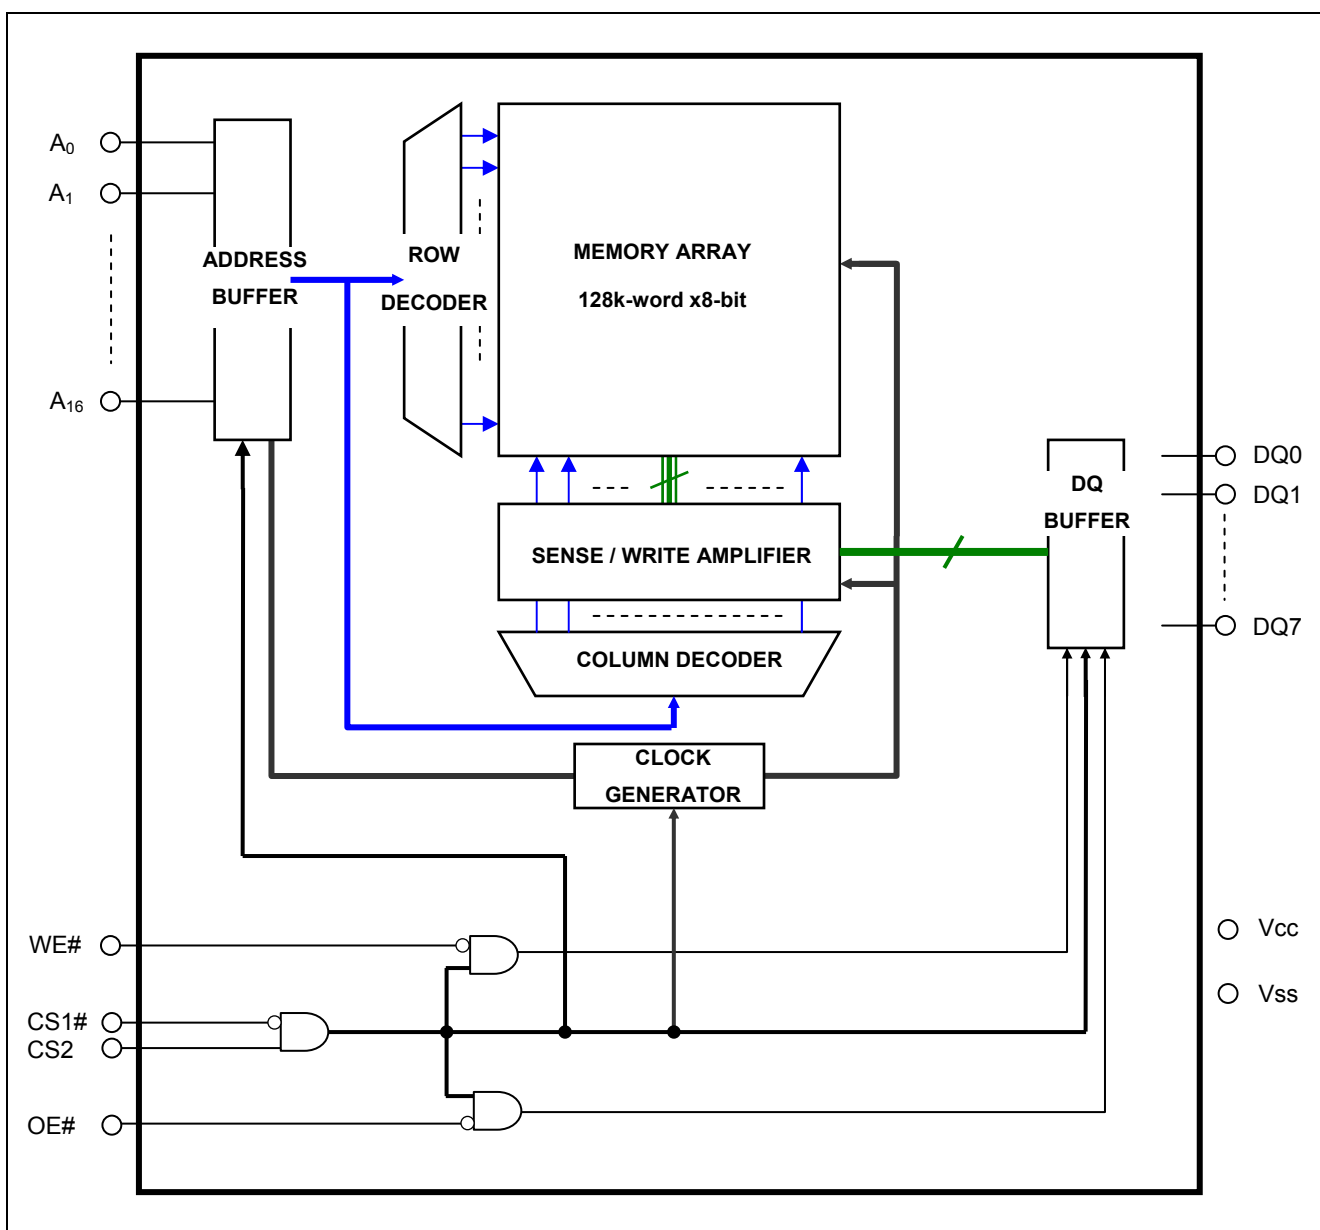 A0
A1
A16
ADDRESS
BUFFER
ROW
DECODER
MEMORY ARRAY
128k-word x8-bit
SENSE / WRITE AMPLIFIER
COLUMN DECODER
CLOCK
GENERATOR
DQ
BUFFER
DQ0
DQ1
DQ7
WE#
CS1#
CS2
OE#
Vcc
Vss